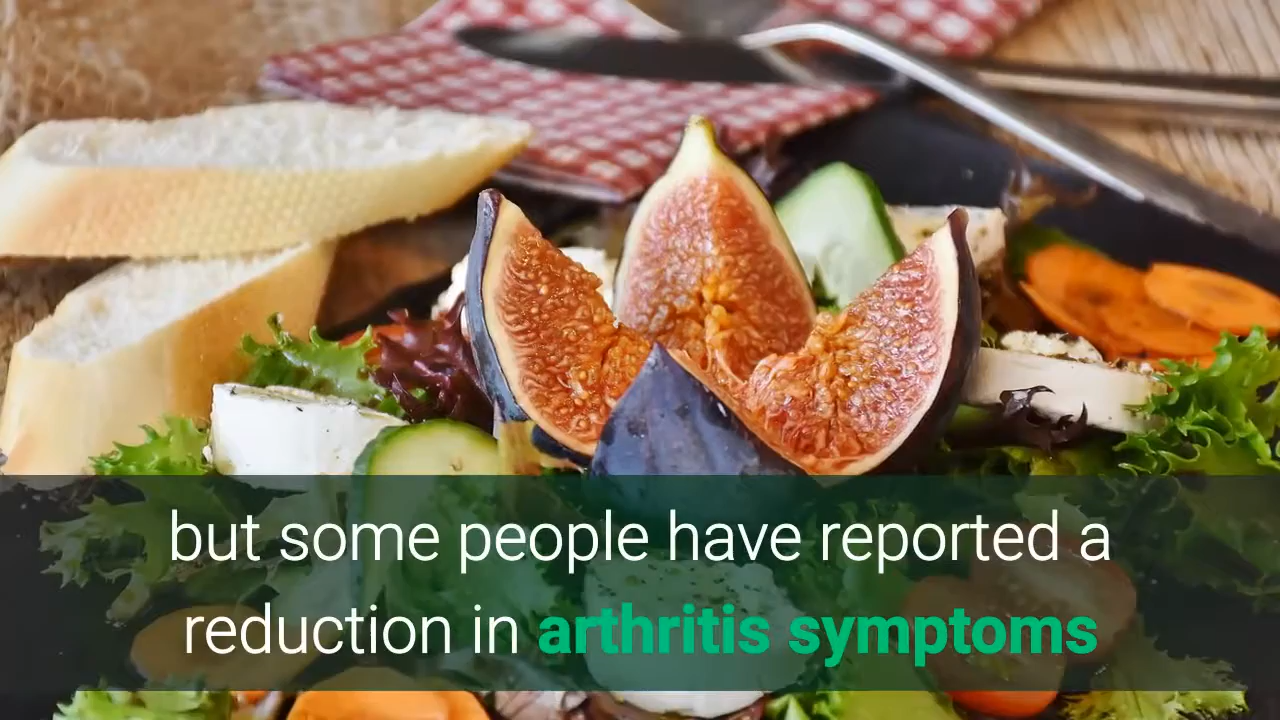 but some people have reported a
reduction in arthritis symptoms